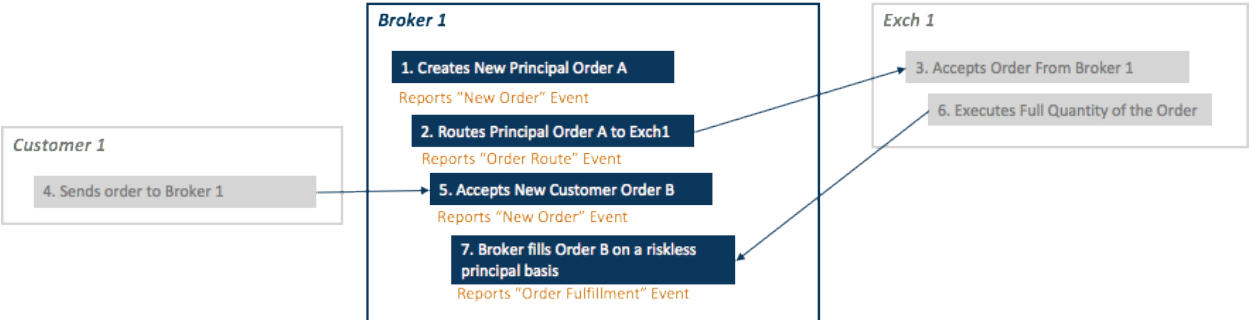 Broker 1
1. Creates New Principal Order A
Reports "New Order" Event
2. Routes Principal Order A to Exch1
Reports "Order Route" Event
5. Accepts New Customer Order B
Reports "New Order" Event
7. Broker fills Order B on a riskless
principal basis
Reports "Order Fulfillment" Event
Customer 1
4. Sends order to Broker 1
Exch 1
3. Accepts Order From Broker 1
6. Executes Full Quantity of the Order